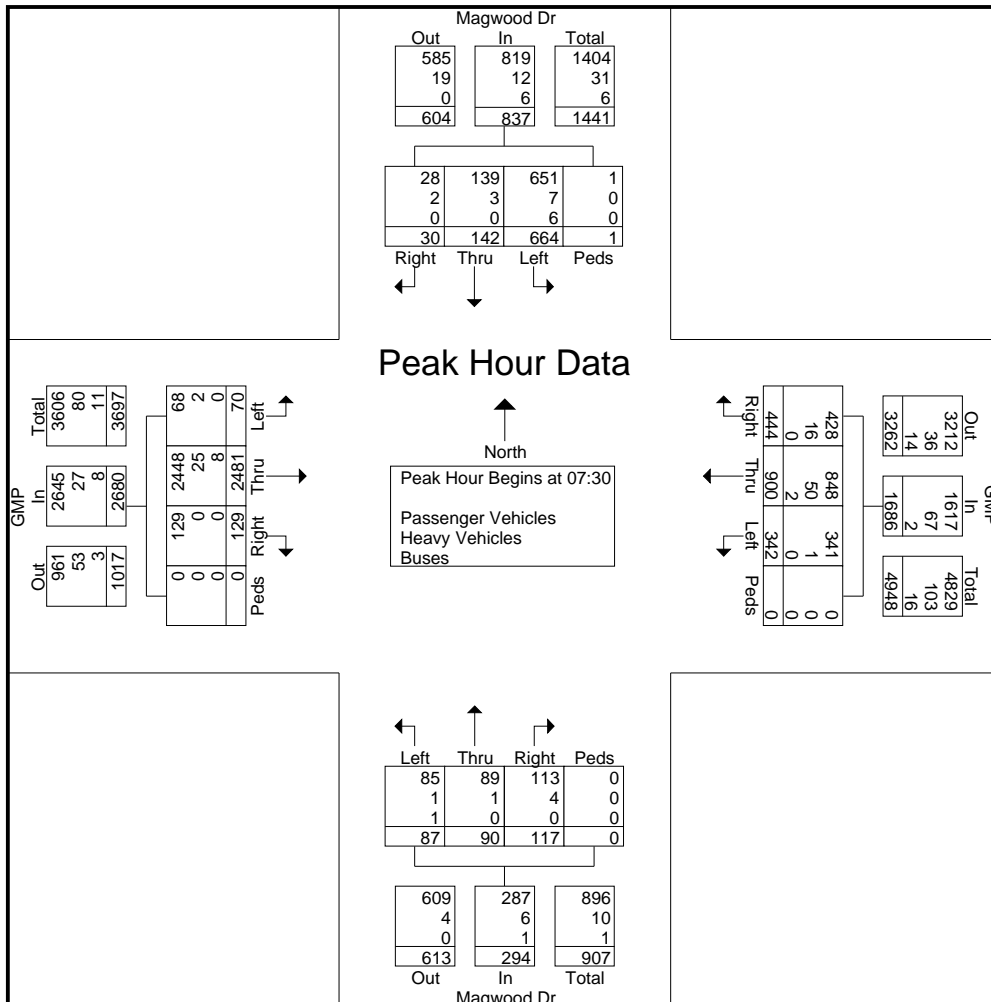 Magwood Dr
Out In Total
585 819 1404
19 12 31
0 6 6
604 837 1441
28 139 651 1
2 3 7 0
0 0 6 0
30 142 664 1
Right Thru Left Peds
Peak Hour Data
North
Peak Hour Begins at 07:30
Passenger Vehicles
Heavy Vehicles
Buses
GMP
Total In Out
3606 2645 961
80 27 53
11 8 3
3697 2680 1017
68 2448 129 0
2 25 0 0
0 8 0 0
70 2481 129 0
Left Thru Right Peds
Right Thru Left Peds
444 900 342 0
0 2 0 0
16 50 1 0
428 848 341 0
3262 1686 4948
14 2 16
36 67 103
3212 1617 4829
Out In Total
GMP
Left Thru Right Peds
85 89 113 0
1 1 4 0
1 0 0 0
87 90 117 0
609 287 896
4 6 10
0 1 1
613 294 907
Out In Total
Magwood Dr